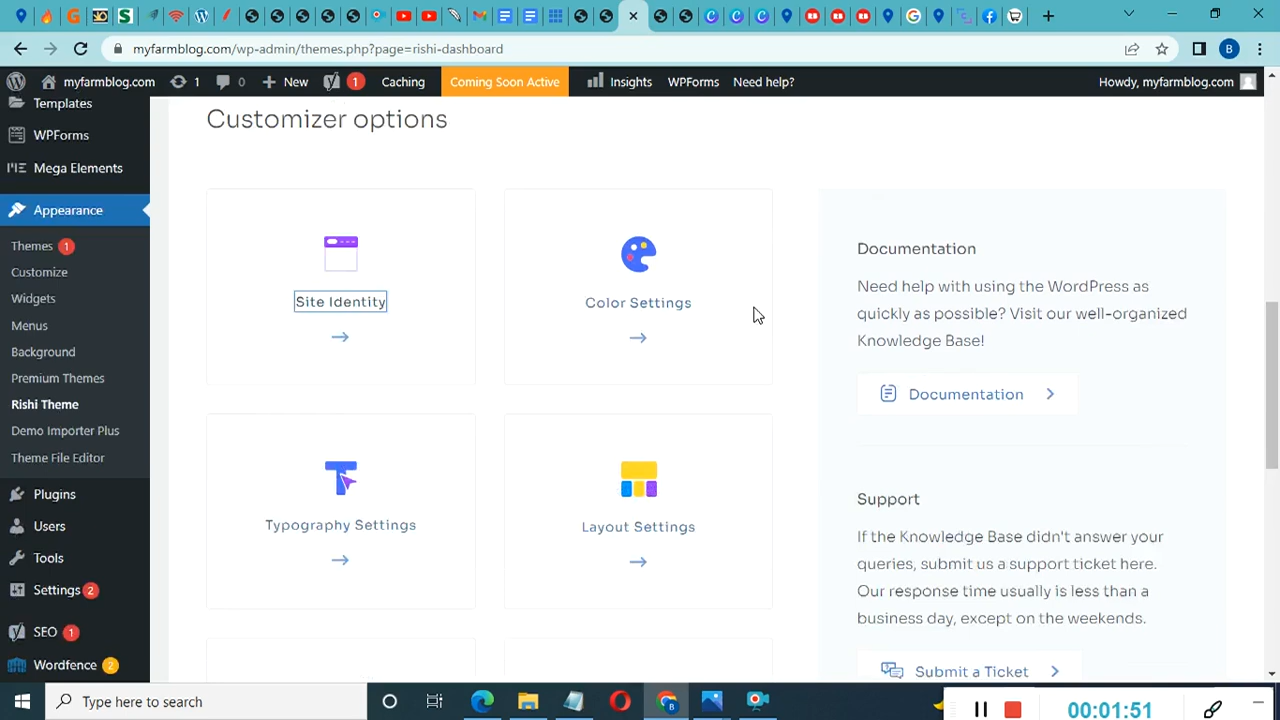 myfarmblog.com/wp-admin/themes.php?page=rishi-dashboard
B
myfarmblog.com 1 0 New 1 Caching Coming Soon Active Insights WPForms Need help? Howdy, myfarmblog.com
Templates
WPForms
Mega Elements
Appearance
Themes 1
Customize
Widgets
Menus
Background
Premium Themes
Rishi Theme
Demo Importer Plus
Theme File Editor
Plugins
Users
Tools
Settings 2
SEO 1
Wordfence 2
Customizer options
Site Identity
Color Settings
Typography Settings
Layout Settings
Documentation
Need help with using the WordPress as
quickly as possible? Visit our well-organized
Knowledge Base!
Documentation
Support
If the Knowledge Base didn't answer your
queries, submit us a support ticket here.
Our response time usually is less than a
business day, except on the weekends.
Submit a Ticket
Type here to search
00:01:51